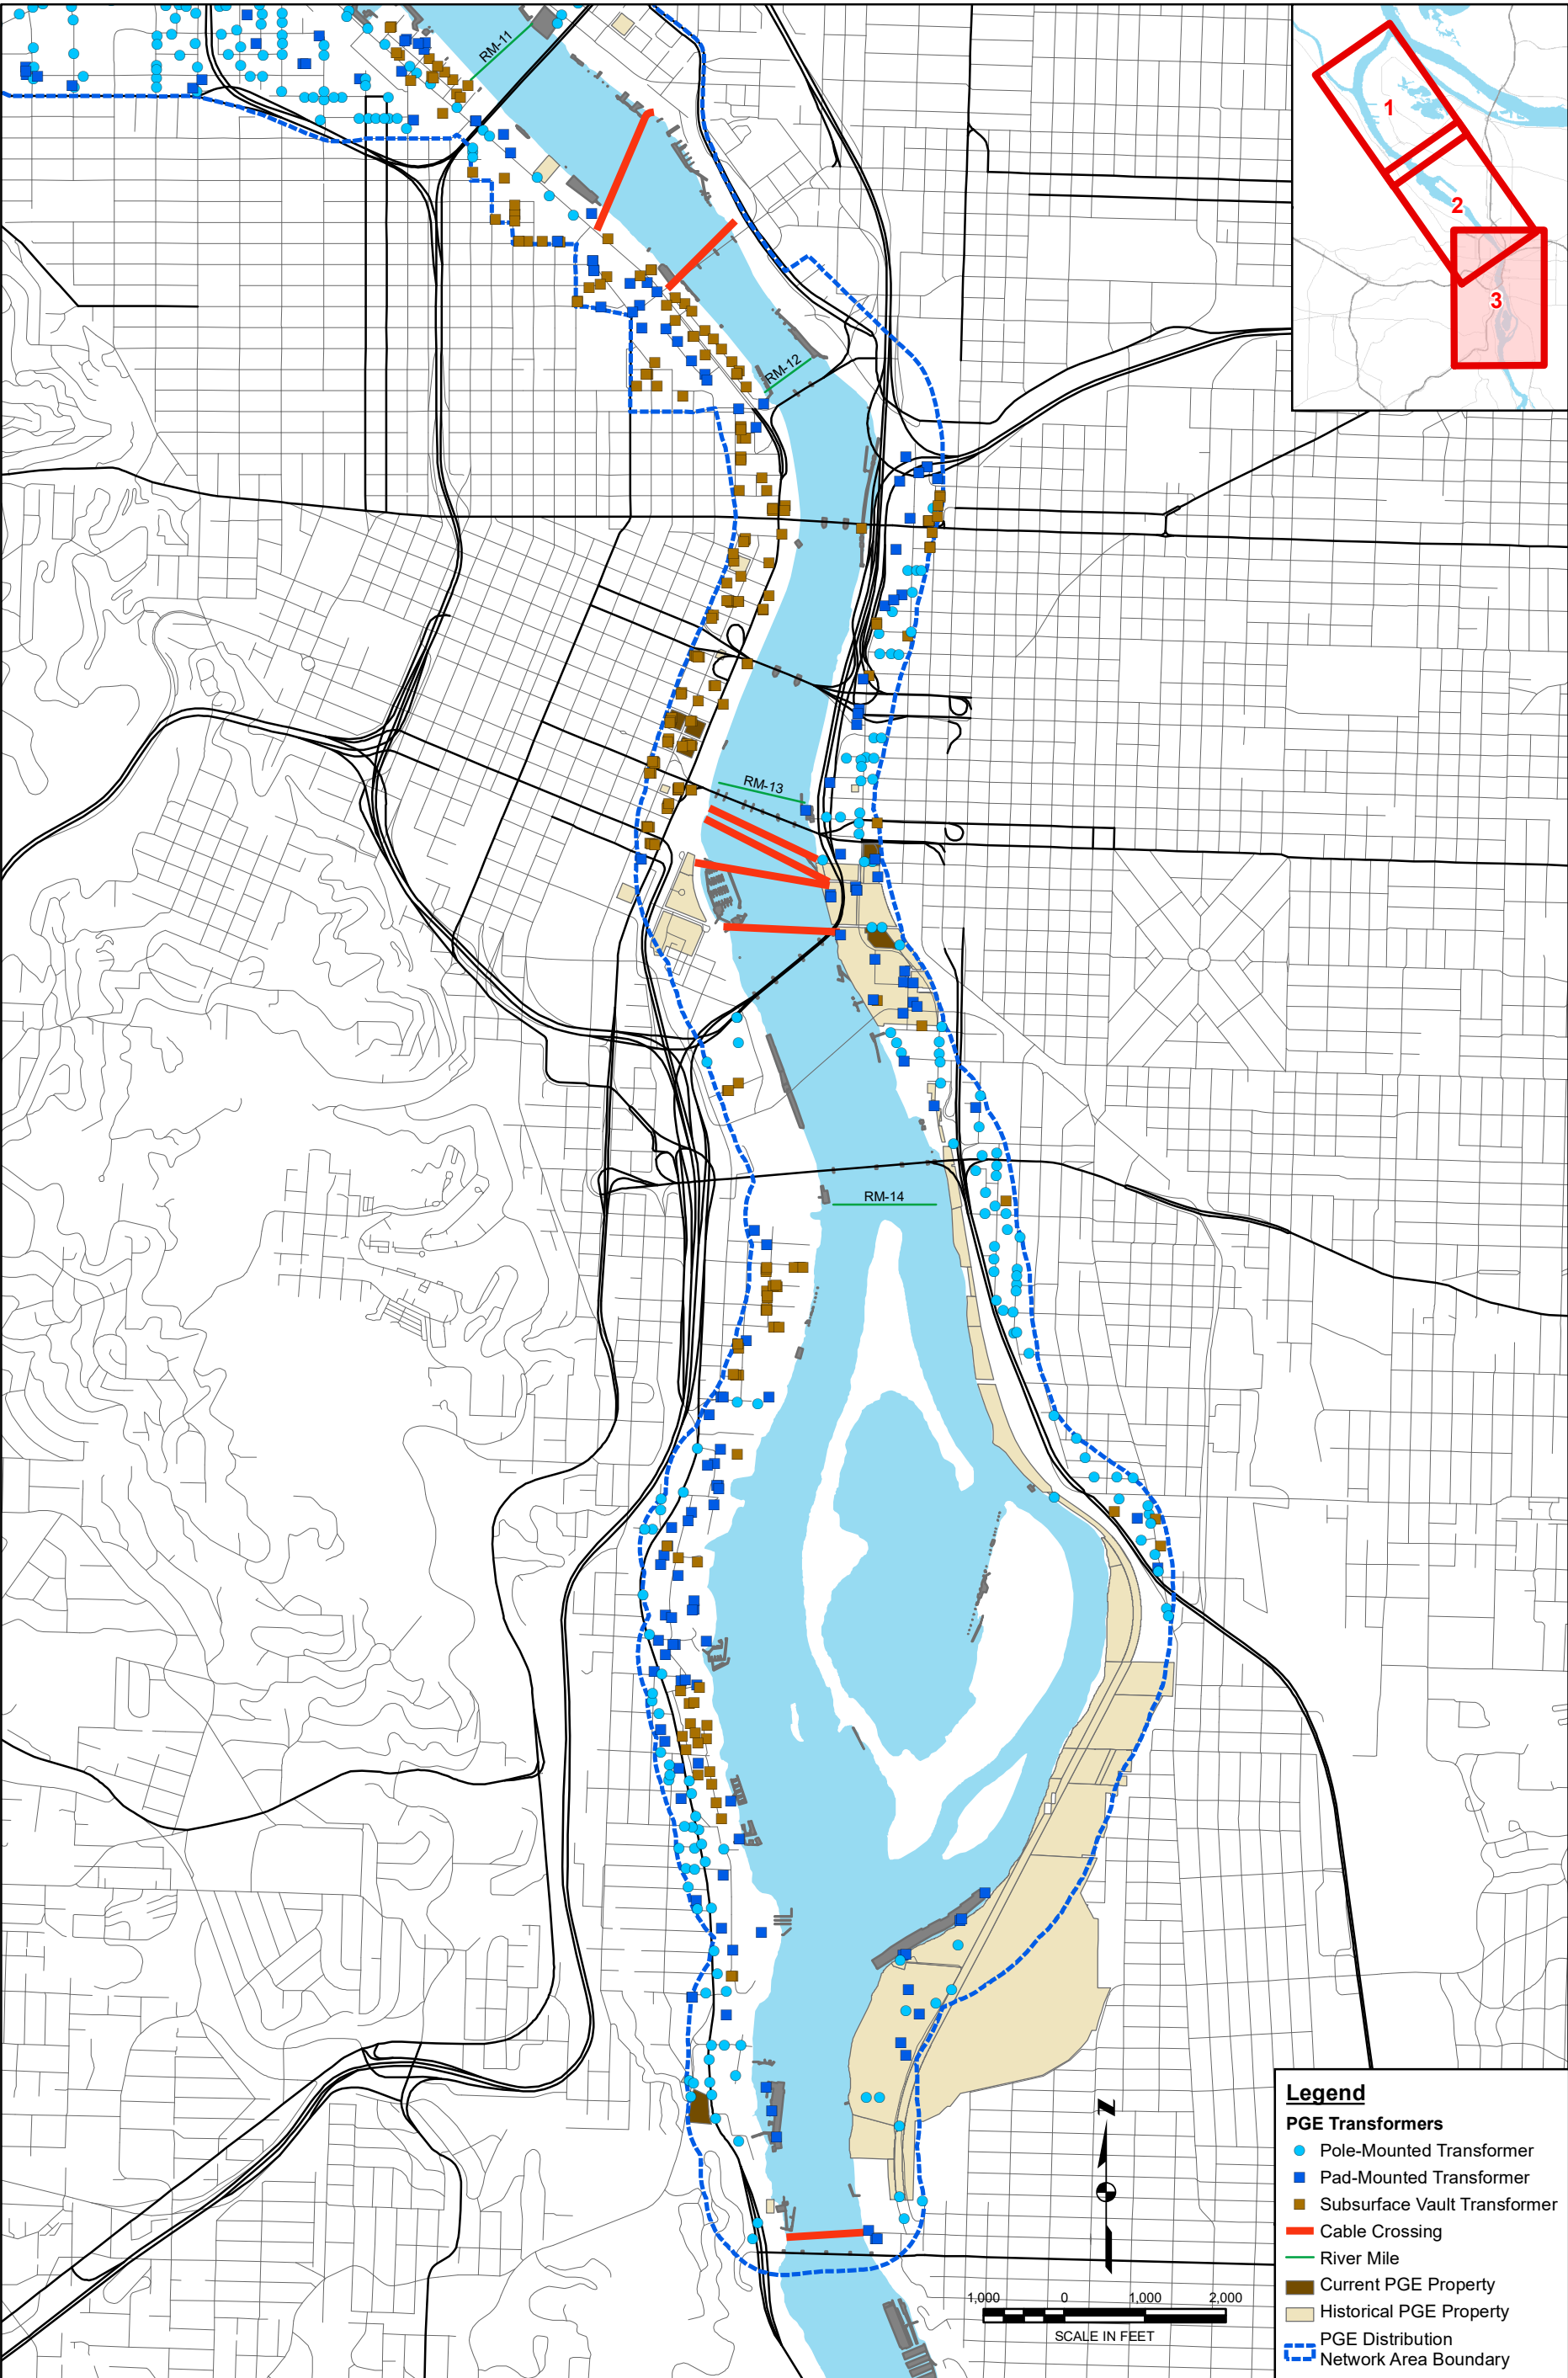 RM-11
1
2
3
RM-12
RM-13
RM-14
Legend
PGE Transformers
Pole-Mounted Transformer
Pad-Mounted Transformer
Subsurface Vault Transformer
Cable Crossing
River Mile
Current PGE Property
Historical PGE Property
PGE Distribution
Network Area Boundary
N
1,000 0 1,000 2,000
SCALE IN FEET